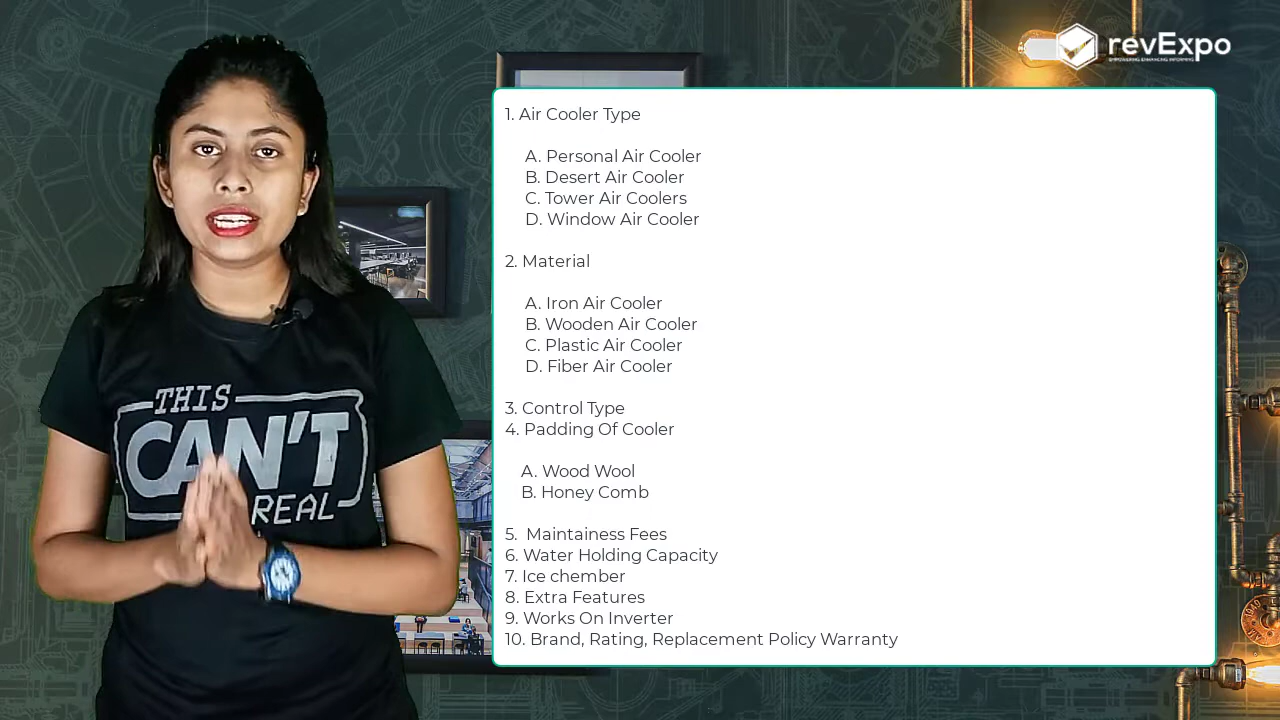 revExpo
EMPOWERING ENHANCING INFORMING
1. Air Cooler Type
A. Personal Air Cooler
B. Desert Air Cooler
C. Tower Air Coolers
D. Window Air Cooler
2. Material
A. Iron Air Cooler
B. Wooden Air Cooler
C. Plastic Air Cooler
D. Fiber Air Cooler
3. Control Type
4. Padding Of Cooler
A. Wood Wool
B. Honey Comb
5. Maintainess Fees
6. Water Holding Capacity
7. Ice chember
8. Extra Features
9. Works On Inverter
10. Brand, Rating, Replacement Policy Warranty
THIS
CAN'T
REAL